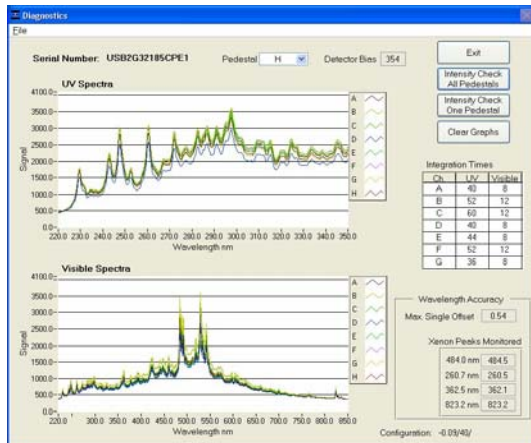 Diagnostics
File
Serial Number: USB2G32185CPE1 Pedestal H Detector Bias 354
Exit
Intensity Check
All Pedestals
Intensity Check
One Pedestal
Clear Graphs
UV Spectra
4100.0
3500.0
3000.0
2500.0
2000.0
1500.0
1000.0
500.0
0.0
Signal
220.0 230.0 240.0 250.0 260.0 270.0 280.0 290.0 300.0 310.0 320.0 330.0 340.0 350.0
Wavelength nm
A
B
C
D
E
F
G
H
Integration Times
Ch. UV Visible
A 40 8
B 52 12
C 60 12
D 40 8
E 44 8
F 52 12
G 36 8
Visible Spectra
4100.0
3500.0
3000.0
2500.0
2000.0
1500.0
1000.0
500.0
0.0
Signal
220.0 300.0 350.0 400.0 450.0 500.0 550.0 600.0 650.0 700.0 750.0 800.0 850.0
Wavelength nm
A
B
C
D
E
F
G
H
Wavelength Accuracy
Max. Single Offset 0.54
Xenon Peaks Monitored
484.0 nm 484.5
260.7 nm 260.5
362.5 nm 362.1
823.2 nm 823.2
Configuration: -0.09/40/